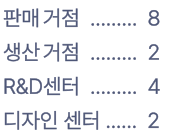 판매 거점 ......... 8
생산 거점 ......... 2
R&D센터 ......... 4
디자인 센터 ...... 2